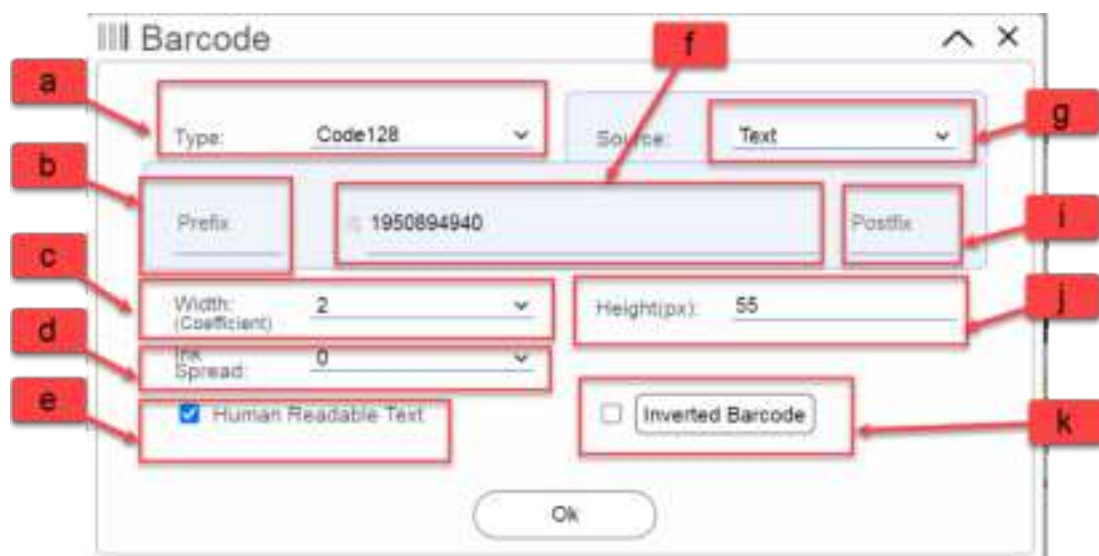 Barcode
f
a
g
Type: Code128
Source: Text
b
Prefix
1950894940
Postfix
i
c
Width: 2
(Coefficient)
Height(px): 55
j
d
Ink
Spread: 0
e
Human Readable Text
Inverted Barcode
k
Ok